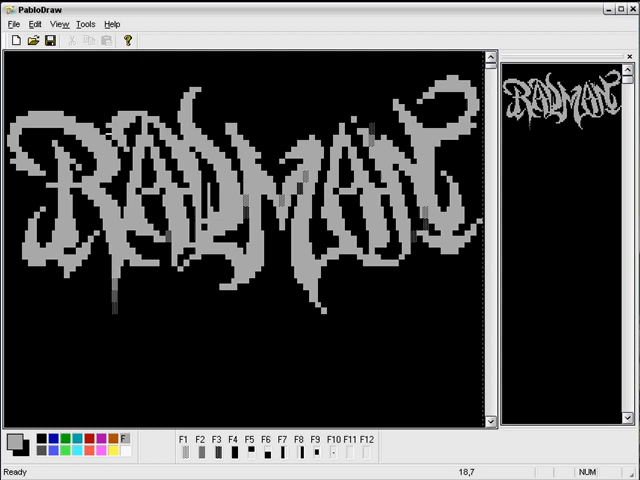 PabloDraw
File Edit View Tools Help
RADMAN
RADMAN
F1 F2 F3 F4 F5 F6 F7 F8 F9 F10 F11 F12
F
Ready 18,7 NUM